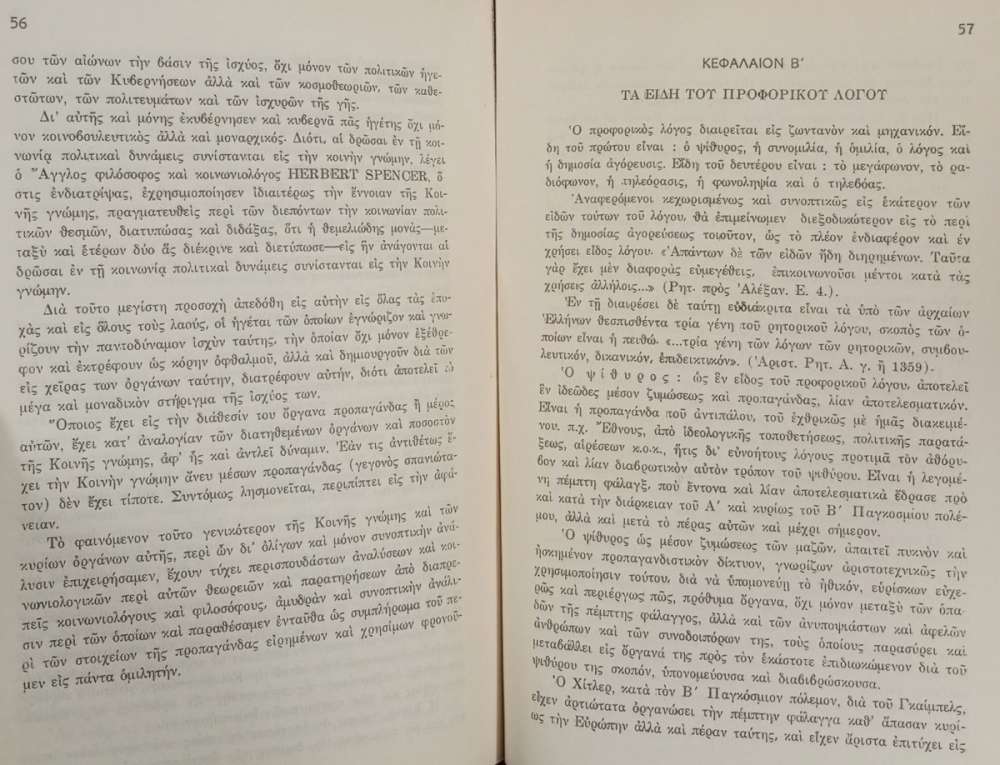 56
σου τῶν αἰώνων τὴν βάσιν τῆς ἰσχύος, ὄχι μόνον τῶν πολιτικῶν ἡγε-
τῶν καὶ τῶν Κυβερνήσεων ἀλλὰ καὶ τῶν κοσμοθεωριῶν, τῶν καθε-
στώτων, τῶν πολιτευμάτων καὶ τῶν ἰσχυρῶν τῆς γῆς.
Δι' αὐτῆς καὶ μόνης ἐκυβέρνησεν καὶ κυβερνᾶ πᾶς ἡγέτης ὄχι μό-
νον κοινοβουλευτικὸς ἀλλὰ καὶ μοναρχικός. Διότι, αἱ δρῶσαι ἐν τῇ κοι-
νωνίᾳ πολιτικαὶ δυνάμεις συνίστανται εἰς τὴν κοινὴν γνώμην, λέγει
ὁ Ἄγγλος φιλόσοφος καὶ κοινωνιολόγος HERBERT SPENCER, ὅ
στις ἐνδιατρίψας, ἐχρησιμοποίησεν ἰδιαιτέρως τὴν ἔννοιαν τῆς Κοι-
νῆς γνώμης, πραγματευθεὶς περὶ τῶν διεπόντων τὴν κοινωνίαν πολι-
τικῶν θεσμῶν, διατυπώσας καὶ διδάξας, ὅτι ἡ θεμελιώδης μονὰς—με-
ταξὺ καὶ ἑτέρων δύο ἃς διέκρινε καὶ διετύπωσε—εἰς ἣν ἀνάγονται αἱ
δρῶσαι ἐν τῇ κοινωνίᾳ πολιτικαὶ δυνάμεις συνίστανται εἰς τὴν Κοινὴν
γνώμην.
Διὰ τοῦτο μεγίστη προσοχὴ ἀπεδόθη εἰς αὐτὴν εἰς ὅλας τὰς ἐπο-
χὰς καὶ εἰς ὅλους τοὺς λαούς, οἱ ἡγέται τῶν ὁποίων ἐγνώριζον καὶ γνω-
ρίζουν τὴν παντοδύναμον ἰσχὺν ταύτης, τὴν ὁποίαν ὄχι μόνον ἐξέθρε-
φον καὶ ἐκτρέφουν ὡς κόρην ὀφθαλμοῦ, ἀλλὰ καὶ δημιουργοῦν διὰ τῶν
εἰς χεῖρας των ὀργάνων ταύτην, διατρέφουν αὐτήν, διότι ἀποτελεῖ
μέγα καὶ μοναδικὸν στήριγμα τῆς ἰσχύος των.
Ὅποιος ἔχει εἰς τὴν διάθεσίν του ὄργανα προπαγάνδας ἢ μέρος
αὐτῶν, ἔχει κατ' ἀναλογίαν τῶν διατηθεμένων ὀργάνων καὶ ποσοστὸν
τῆς Κοινῆς γνώμης, ἀφ' ἧς καὶ ἀντλεῖ δύναμιν. Ἐάν τις ἀντιθέτως ἔ-
χει τὴν Κοινὴν γνώμην ἄνευ μέσων προπαγάνδας (γεγονὸς σπανιώτα-
τον) δὲν ἔχει τίποτε. Συντόμως λησμονεῖται, περιπίπτει εἰς τὴν ἀφά-
νειαν.
Τὸ φαινόμενον τοῦτο γενικότερον τῆς Κοινῆς γνώμης καὶ τῶν
κυρίων ὀργάνων αὐτῆς, περὶ ὧν δι' ὀλίγων καὶ μόνον συνοπτικὴν ἀνά-
λυσιν ἐπιχειρήσαμεν, ἔχουν τύχει περισπουδάστων ἀναλύσεων καὶ κοι-
νωνιολογικῶν περὶ αὐτῶν θεωρειῶν καὶ παρατηρήσεων ἀπὸ διαπρε-
πεῖς κοινωνιολόγους καὶ φιλοσόφους, ἀμυδρὰν καὶ συνοπτικὴν ἀνάλυ-
σιν περὶ τῶν ὁποίων καὶ παραθέσαμεν ἐνταῦθα ὡς συμπλήρωμα τοῦ πε-
ρὶ τῶν στοιχείων τῆς προπαγάνδας εἰρημένων καὶ χρησίμων φρονοῦ-
μεν εἰς πάντα ὁμιλητήν.
57
ΚΕΦΑΛΑΙΟΝ Β'
ΤΑ ΕΙΔΗ ΤΟΥ ΠΡΟΦΟΡΙΚΟΥ ΛΟΓΟΥ
Ὁ προφορικὸς λόγος διαιρεῖται εἰς ζωντανὸν καὶ μηχανικόν. Εἴ-
δη τοῦ πρώτου εἶναι : ὁ ψίθυρος, ἡ συνομιλία, ἡ ὁμιλία, ὁ λόγος καὶ
ἡ δημοσία ἀγόρευσις. Εἴδη τοῦ δευτέρου εἶναι : τὸ μεγάφωνον, τὸ ρα-
διόφωνον, ἡ τηλεόρασις, ἡ φωνοληψία καὶ ὁ τηλεβόας.
Ἀναφερόμενοι κεχωρισμένως καὶ συνοπτικῶς εἰς ἑκάτερον τῶν
εἰδῶν τούτων τοῦ λόγου, θὰ ἐπιμείνωμεν διεξοδικώτερον εἰς τὸ περὶ
τῆς δημοσίας ἀγορεύσεως τοιοῦτον, ὡς τὸ πλέον ἐνδιαφέρον καὶ ἐν
χρήσει εἶδος λόγου. «Ἁπάντων δὲ τῶν εἰδῶν ἤδη διηρημένων. Ταῦτα
γὰρ ἔχει μὲν διαφορὰς εὐμεγέθεις, ἐπικοινωνοῦσι μέντοι κατὰ τὰς
χρήσεις ἀλλήλοις...» (Ρητ. πρὸς Ἀλέξαν. Ε. 4.).
Ἐν τῇ διαιρέσει δὲ ταύτῃ εὐδιάκριτα εἶναι τὰ ὑπὸ τῶν ἀρχαίων
Ἑλλήνων θεσπισθέντα τρία γένη τοῦ ρητορικοῦ λόγου, σκοπὸς τῶν ὁ-
ποίων εἶναι ἡ πειθώ. «...τρία γένη τῶν λόγων τῶν ρητορικῶν, συμβου-
λευτικόν, δικανικόν, ἐπιδεικτικόν». (Ἀριστ. Ρητ. Α. γ. ἢ 1359).-
Ὁ ψίθυρος: ὡς ἓν εἶδος τοῦ προφορικοῦ λόγου, ἀποτελεῖ
ἓν ἰδεῶδες μέσον ζυμώσεως καὶ προπαγάνδας, λίαν ἀποτελεσματικόν.
Εἶναι ἡ προπαγάνδα ποῦ ἀντιπάλου, τοῦ ἐχθρικῶς μὲ ἡμᾶς διακειμέ-
νου. π.χ. Ἔθνους, ἀπὸ ἰδεολογικῆς τοποθετήσεως, πολιτικῆς παρατά-
ξεως, αἱρέσεων κ.ο.κ., ἥτις δι' εὐνοήτους λόγους προτιμᾶ τὸν ἀθόρυ-
βον καὶ λίαν διαβρωτικὸν αὐτὸν τρόπον τοῦ ψιθύρου. Εἶναι ἡ λεγομέ-
νη πέμπτη φάλαγξ, ποὺ ἔντονα καὶ λίαν ἀποτελεσματικὰ ἔδρασε πρὸ
καὶ κατὰ τὴν διάρκειαν τοῦ Α' καὶ κυρίως τοῦ Β' Παγκοσμίου πολέ-
μου, ἀλλὰ καὶ μετὰ τὸ πέρας αὐτῶν καὶ μέχρι σήμερον.
Ὁ ψίθυρος ὡς μέσον ζυμώσεως τῶν μαζῶν, ἀπαιτεῖ πυκνὸν καὶ
ἠσκημένον προπαγανδιστικὸν δίκτυον, γνωρίζων ἀριστοτεχνικῶς τὴν
χρησιμοποίησιν τούτου, διὰ νὰ ὑπομονεύῃ τὸ ἠθικόν, εὑρίσκων εὐχε-
ρῶς καὶ περιέργως πῶς, πρόθυμα ὄργανα, ὄχι μόνον μεταξὺ τῶν ὀπα-
δῶν τῆς πέμπτης φάλαγγος, ἀλλὰ καὶ τῶν ἀνυποψιάστων καὶ ἀφελῶν
ἀνθρώπων καὶ τῶν συνοδοιπόρων της, τοὺς ὁποίους παρασύρει καὶ
μεταβάλλει εἰς ὄργανά της πρὸς τὸν ἑκάστοτε ἐπιδιωκόμενον διὰ τοῦ
ψιθύρου της σκοπόν, ὑπονομεύουσα καὶ διαβιβρώσκουσα.
Ὁ Χίτλερ, κατὰ τὸν Β' Παγκόσμιον πόλεμον, διὰ τοῦ Γκαῖμπελς,
εἶχεν ἀρτιώτατα ὀργανώσει τὴν πέμπτην φάλαγγα καθ' ἅπασαν κυρί-
ως τὴν Εὐρώπην ἀλλὰ καὶ πέραν ταύτης, καὶ εἶχεν ἄριστα ἐπιτύχει εἰς